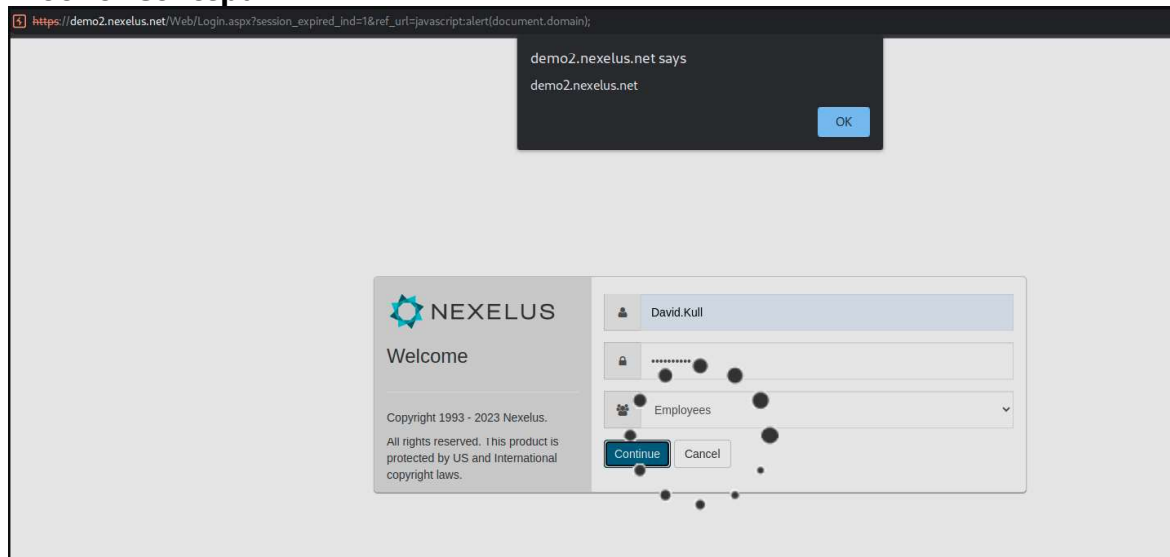 https://demo2.nexelus.net/Web/Login.aspx?session_expired_ind=1&ref_url=javascript:alert(document.domain);
demo2.nexelus.net says
demo2.nexelus.net
OK
NEXELUS
Welcome
Copyright 1993 - 2023 Nexelus.
All rights reserved. This product is
protected by US and International
copyright laws.
David.Kull
••••••••••
Employees
Continue Cancel